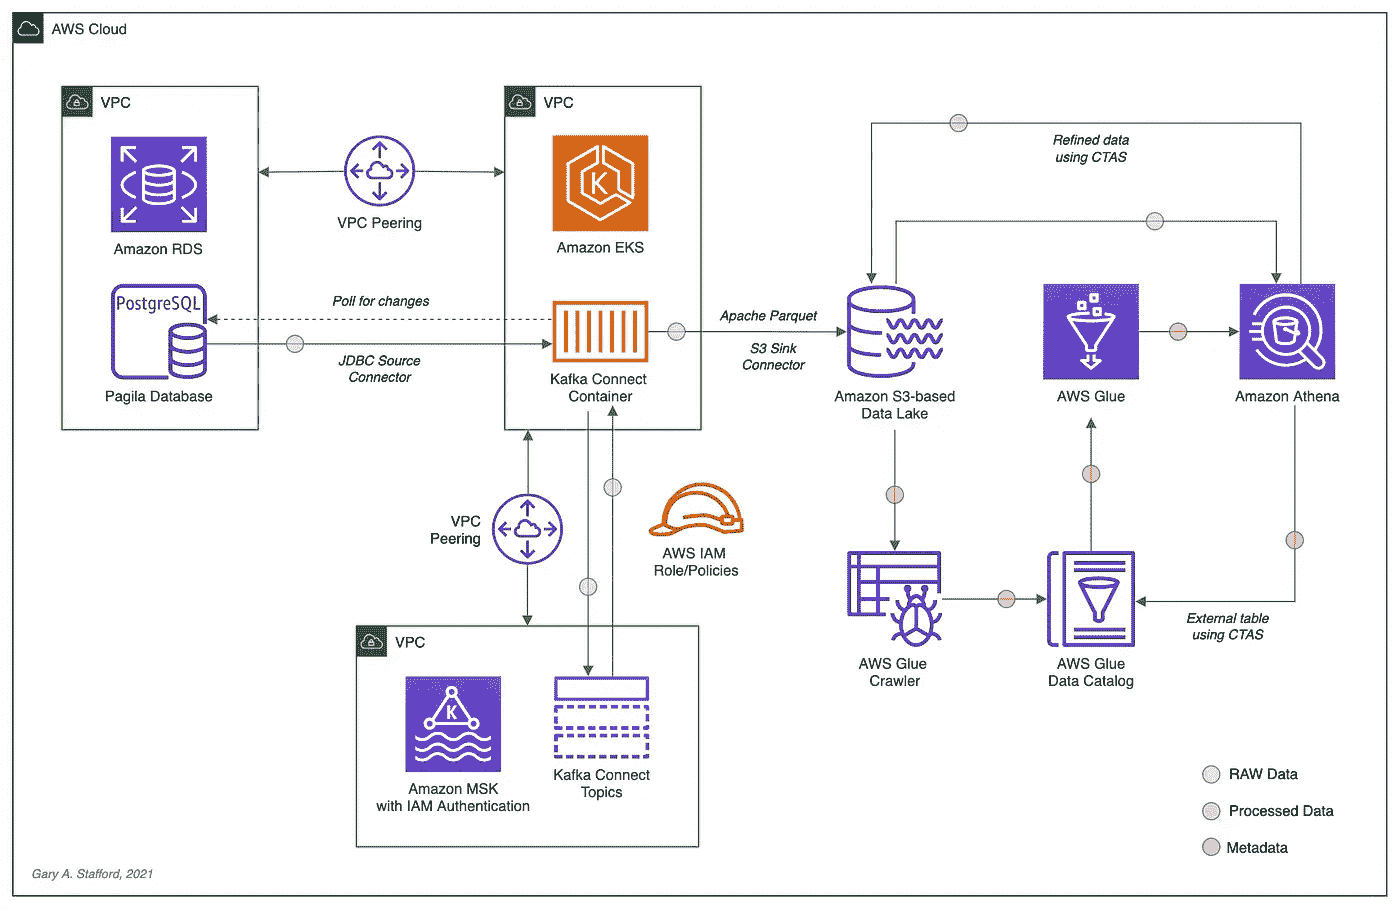 AWS Cloud
VPC
Amazon RDS
PostgreSQL
Pagila Database
VPC Peering
Poll for changes
JDBC Source
Connector
VPC
Amazon EKS
K
Kafka Connect
Container
Apache Parquet
S3 Sink
Connector
Refined data
using CTAS
Amazon S3-based
Data Lake
AWS Glue
Amazon Athena
VPC
Peering
AWS IAM
Role/Policies
AWS Glue
Crawler
AWS Glue
Data Catalog
External table
using CTAS
VPC
K
Amazon MSK
with IAM Authentication
Kafka Connect
Topics
RAW Data
Processed Data
Metadata
Gary A. Stafford, 2021